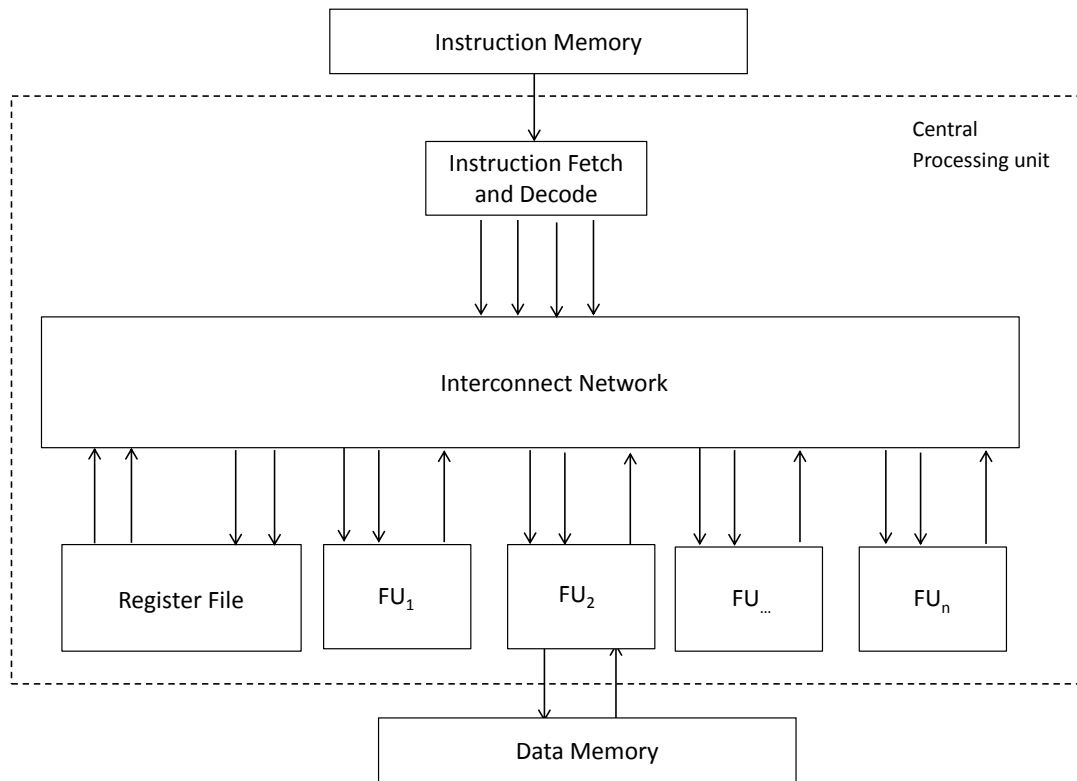 Instruction Memory
Central
Processing unit
Instruction Fetch
and Decode
Interconnect Network
Register File
FU1
FU2
FU...
FUn
Data Memory